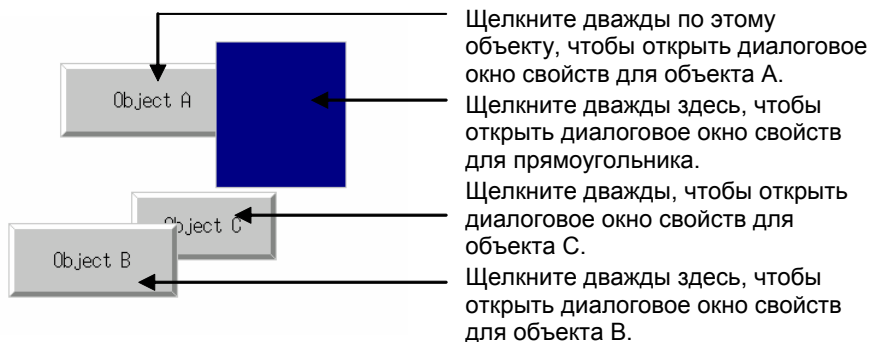 Щелкните дважды по этому
объекту, чтобы открыть диалоговое
окно свойств для объекта А.
Object A
Щелкните дважды здесь, чтобы
открыть диалоговое окно свойств
для прямоугольника.
Щелкните дважды, чтобы открыть
диалоговое окно свойств для
объекта С.
Object C
Object B
Щелкните дважды здесь, чтобы
открыть диалоговое окно свойств
для объекта В.